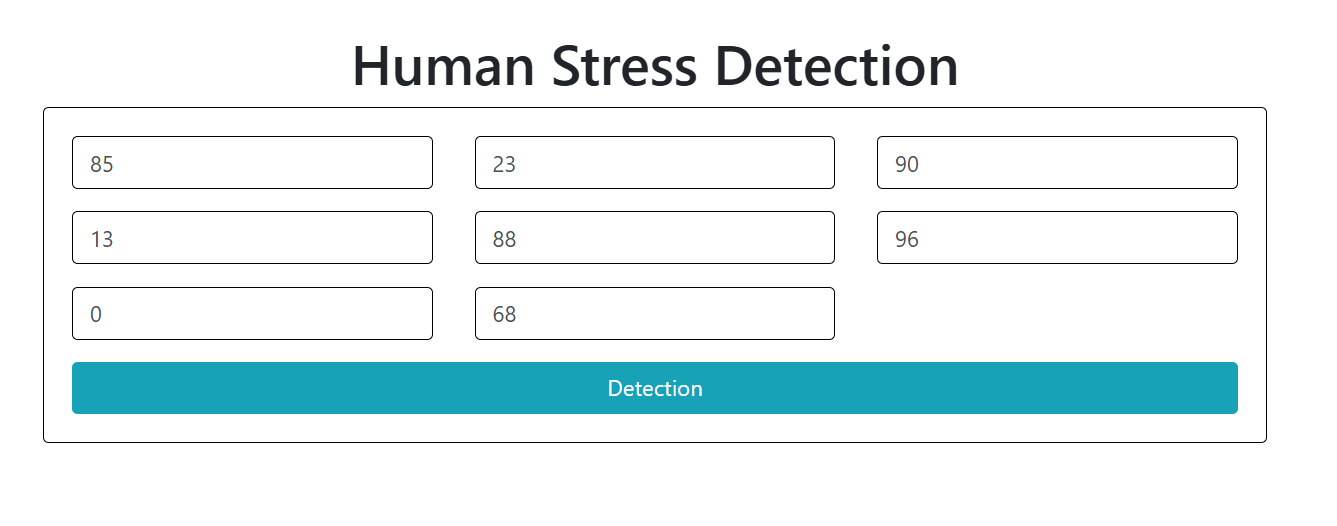 Human Stress Detection
85 23 90
13 88 96
0 68
Detection